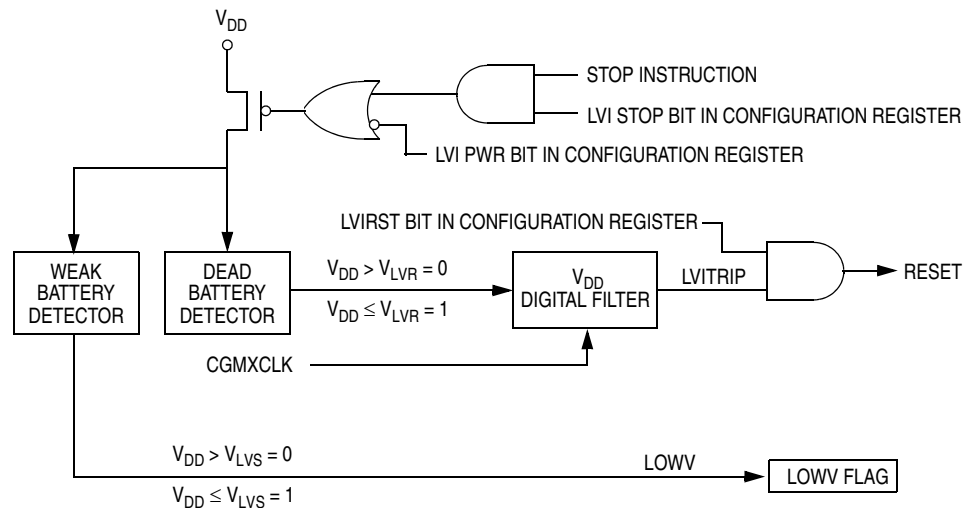 VDD
STOP INSTRUCTION
LVI STOP BIT IN CONFIGURATION REGISTER
LVI PWR BIT IN CONFIGURATION REGISTER
LVIRST BIT IN CONFIGURATION REGISTER
WEAK
BATTERY
DETECTOR
DEAD
BATTERY
DETECTOR
VDD > VLVR = 0
VDD ≤ VLVR = 1
VDD
DIGITAL FILTER
LVITRIP
RESET
CGMXCLK
VDD > VLVS = 0
VDD ≤ VLVS = 1
LOWV
LOWV FLAG